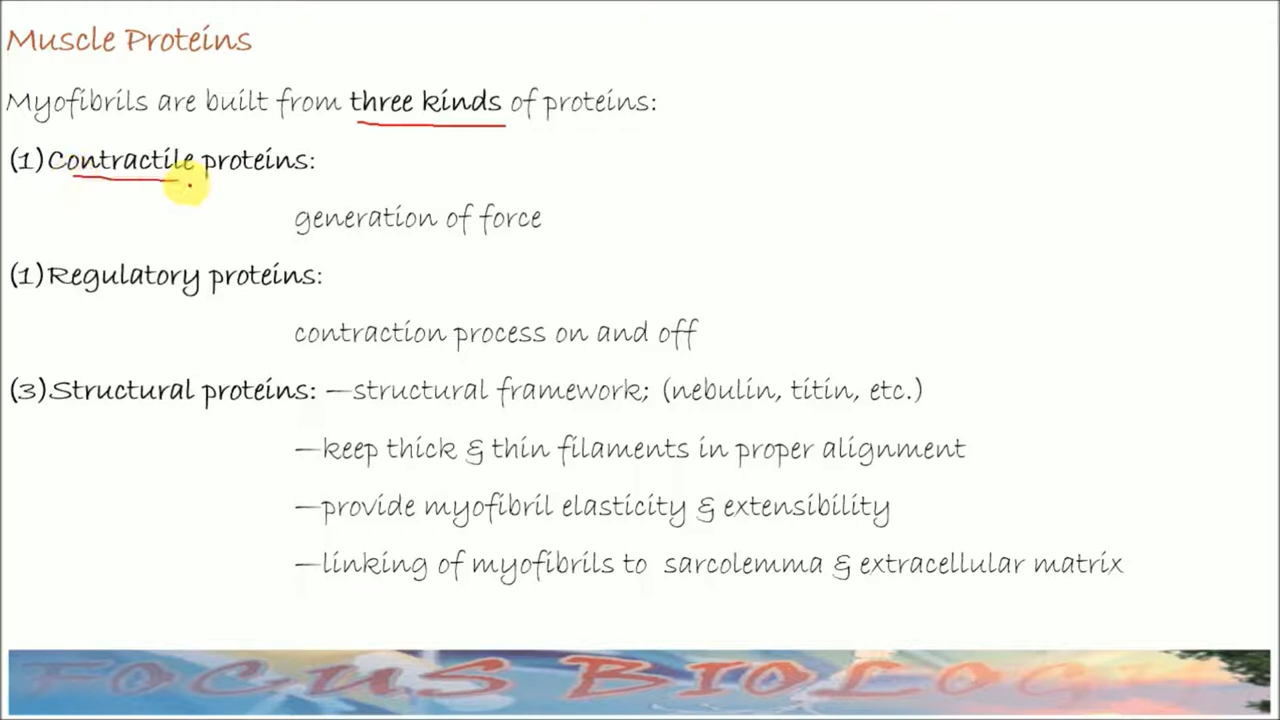 Muscle Proteins
Myofibrils are built from three kinds of proteins:
(1)Contractile proteins:
generation of force
(1)Regulatory proteins:
contraction process on and off
(3)Structural proteins: —structural framework; (nebulin, titin, etc.)
—keep thick & thin filaments in proper alignment
—provide myofibril elasticity & extensibility
—linking of myofibrils to sarcolemma & extracellular matrix
FOCUS BIOLOG